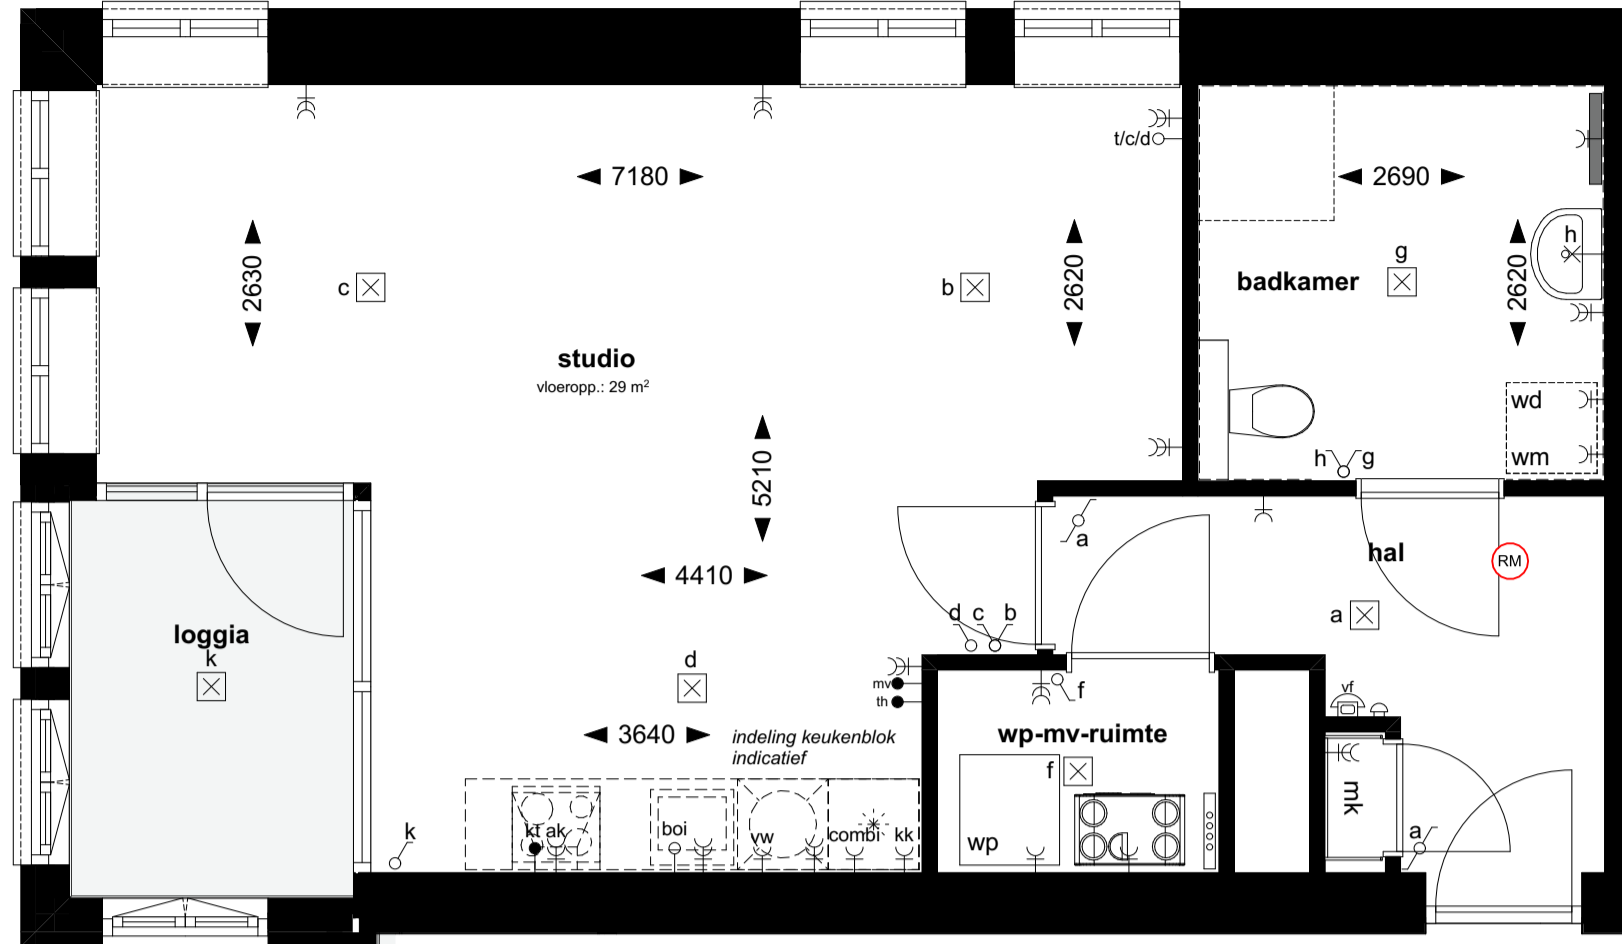 t/c/d
7180
2690
h
g
2630
c
b
2620
badkamer
2620
studio
vloeropp.: 29 m²
wd
h g
wm
5210
a
hal
RM
4410
d c b
a
loggia
k
d
mv
th
f
vf
3640
indeling keukenblok
indicatief
wp-mv-ruimte
f
mk
k
kt ak
boi
vw
combi
kk
wp
a